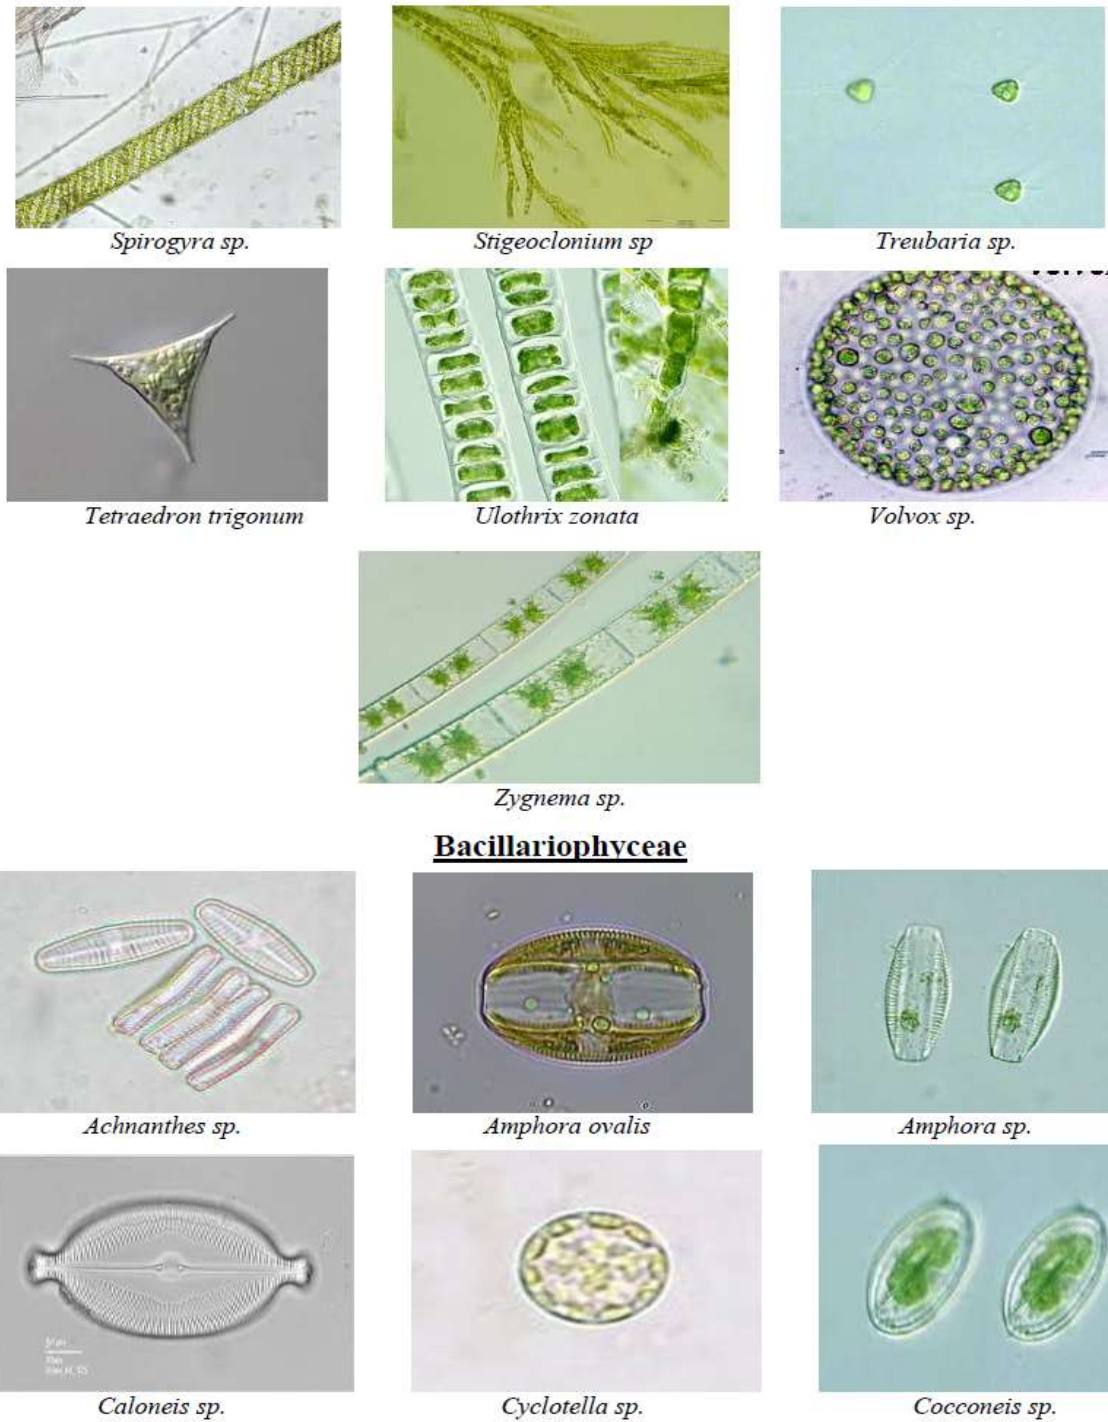 Spirogyra sp.
Stigeoclonium sp
Treubaria sp.
Tetraedron trigonum
Ulothrix zonata
Volvox sp.
Zygnema sp.
Bacillariophyceae
Achnanthes sp.
Amphora ovalis
Amphora sp.
Caloneis sp.
Cyclotella sp.
Cocconeis sp.